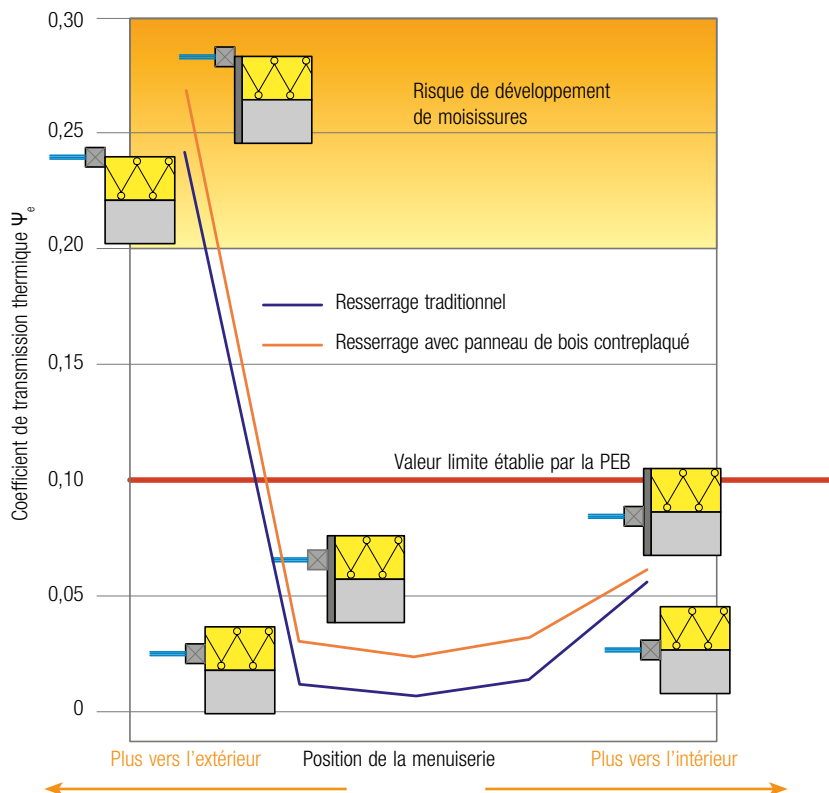 0,30
0,25
0,20
0,15
0,10
0,05
0
Coefficient de transmission thermique Ψe
Risque de développement
de moisissures
Resserrage traditionnel
Resserrage avec panneau de bois contreplaqué
Valeur limite établie par la PEB
Plus vers l’extérieur
Position de la menuiserie
Plus vers l’intérieur